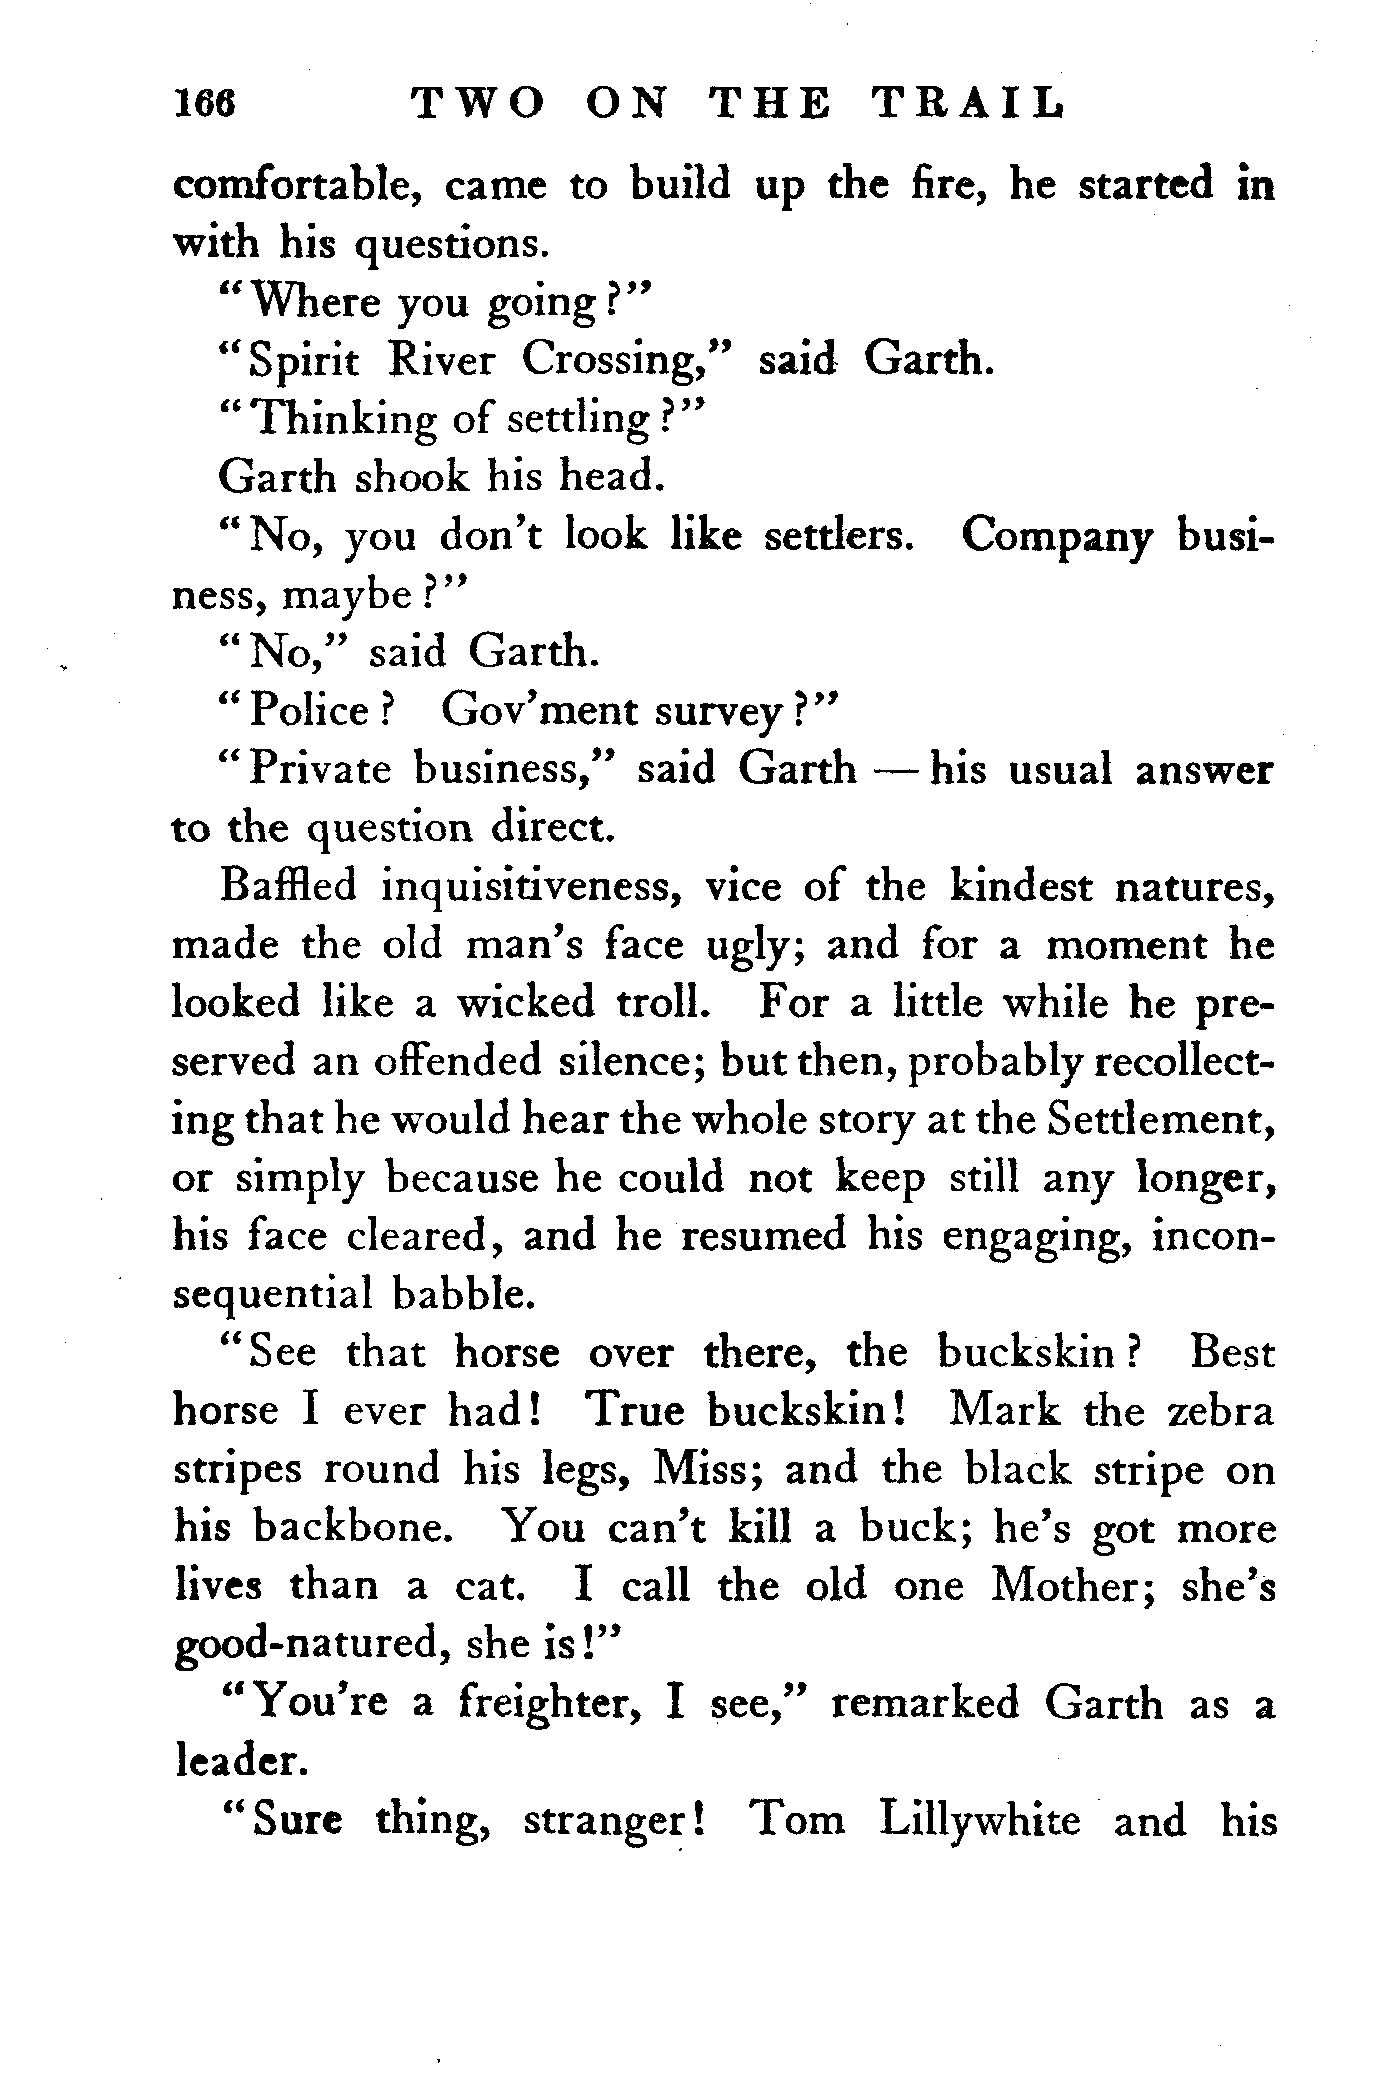 166 TWO ON THE TRAIL
comfortable, came to build up the fire, he started in
with his questions.
“Where you going?”
“Spirit River Crossing,” said Garth.
“Thinking of settling?”
Garth shook his head.
“No, you don’t look like settlers. Company busi-
ness, maybe?”
“No,” said Garth.
“Police? Gov’ment survey?”
“Private business,” said Garth — his usual answer
to the question direct.
Baffled inquisitiveness, vice of the kindest natures,
made the old man’s face ugly; and for a moment he
looked like a wicked troll. For a little while he pre-
served an offended silence; but then, probably recollect-
ing that he would hear the whole story at the Settlement,
or simply because he could not keep still any longer,
his face cleared, and he resumed his engaging, incon-
sequential babble.
“See that horse over there, the buckskin? Best
horse I ever had! True buckskin! Mark the zebra
stripes round his legs, Miss; and the black stripe on
his backbone. You can’t kill a buck; he’s got more
lives than a cat. I call the old one Mother; she’s
good-natured, she is!”
“You’re a freighter, I see,” remarked Garth as a
leader.
“Sure thing, stranger! Tom Lillywhite and his